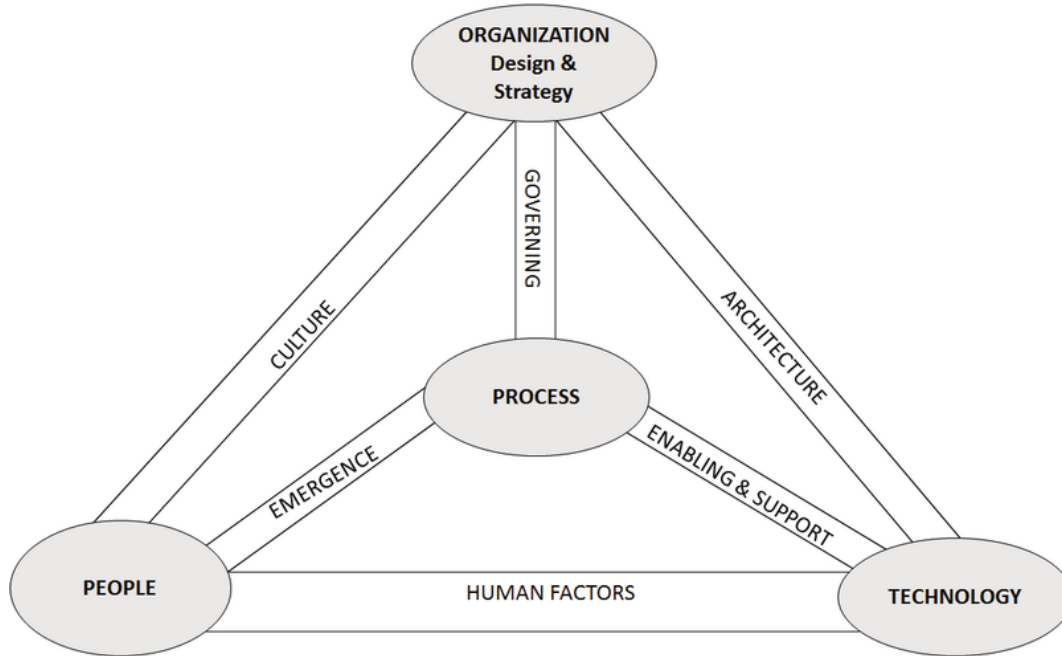 ORGANIZATION
Design &
Strategy
GOVERNING
CULTURE
ARCHITECTURE
PROCESS
EMERGENCE
ENABLING & SUPPORT
PEOPLE
HUMAN FACTORS
TECHNOLOGY